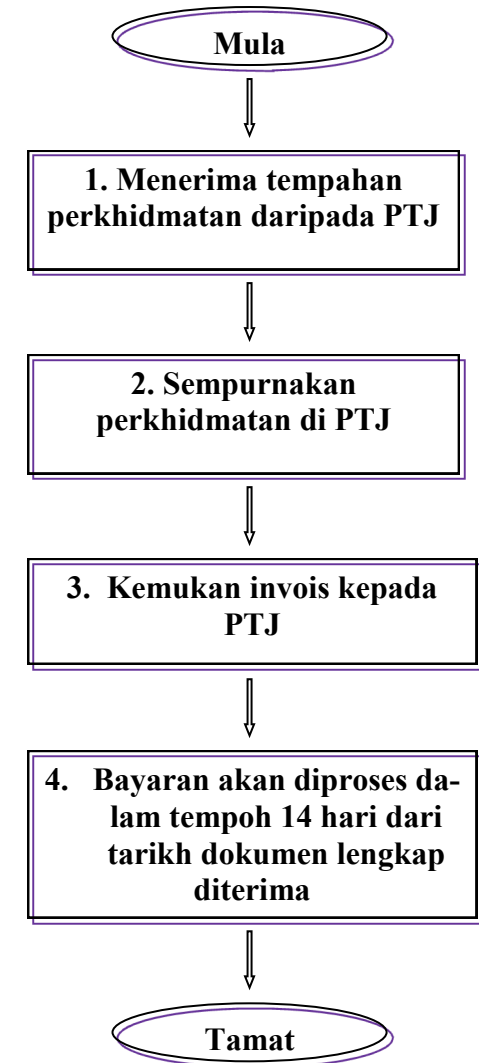 Mula
1. Menerima tempahan
perkhidmatan daripada PTJ
2. Sempurnakan
perkhidmatan di PTJ
3. Kemukan invois kepada
PTJ
4. Bayaran akan diproses da-
lam tempoh 14 hari dari
tarikh dokumen lengkap
diterima
Tamat